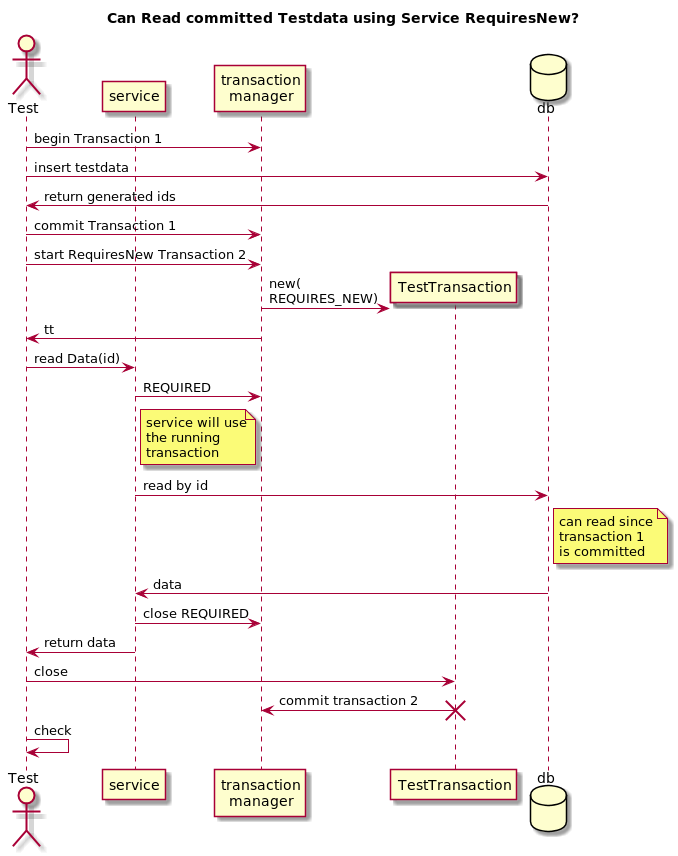 Can Read committed Testdata using Service RequiresNew?
Test
service
transaction
manager
db
begin Transaction 1
insert testdata
return generated ids
commit Transaction 1
start RequiresNew Transaction 2
new(
REQUIRES_NEW)
TestTransaction
tt
read Data(id)
REQUIRED
service will use
the running
transaction
read by id
can read since
transaction 1
is committed
data
close REQUIRED
return data
close
commit transaction 2
check
Test
service
transaction
manager
TestTransaction
db